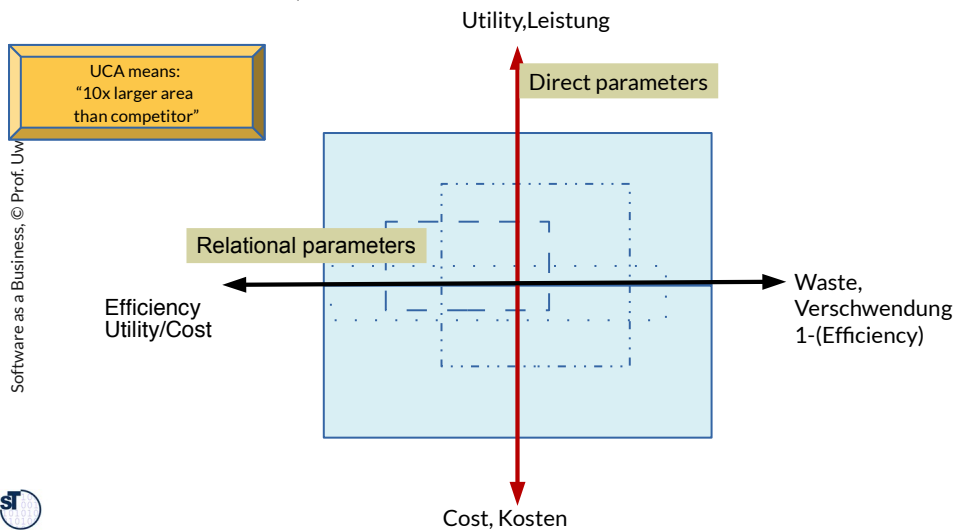 Utility,Leistung
UCA means:
“10x larger area
than competitor”
Direct parameters
Relational parameters
Efficiency
Utility/Cost
Waste,
Verschwendung
1-(Efficiency)
Cost, Kosten
Software as a Business, © Prof. Uw
ST